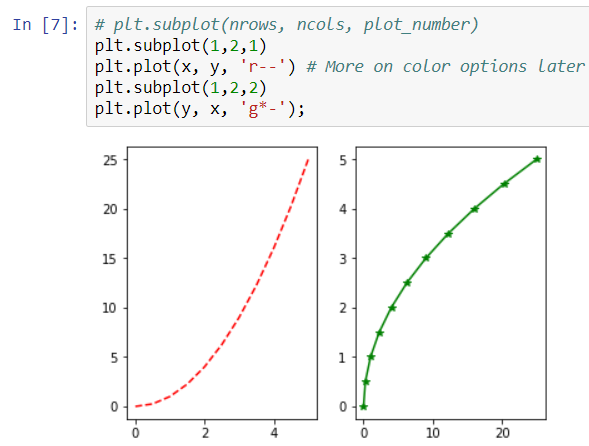 In [7]: # plt.subplot(nrows, ncols, plot_number)
plt.subplot(1,2,1)
plt.plot(x, y, 'r--') # More on color options later
plt.subplot(1,2,2)
plt.plot(y, x, 'g*-');
25
20
15
10
5
0
0 2 4
5
4
3
2
1
0
0 10 20